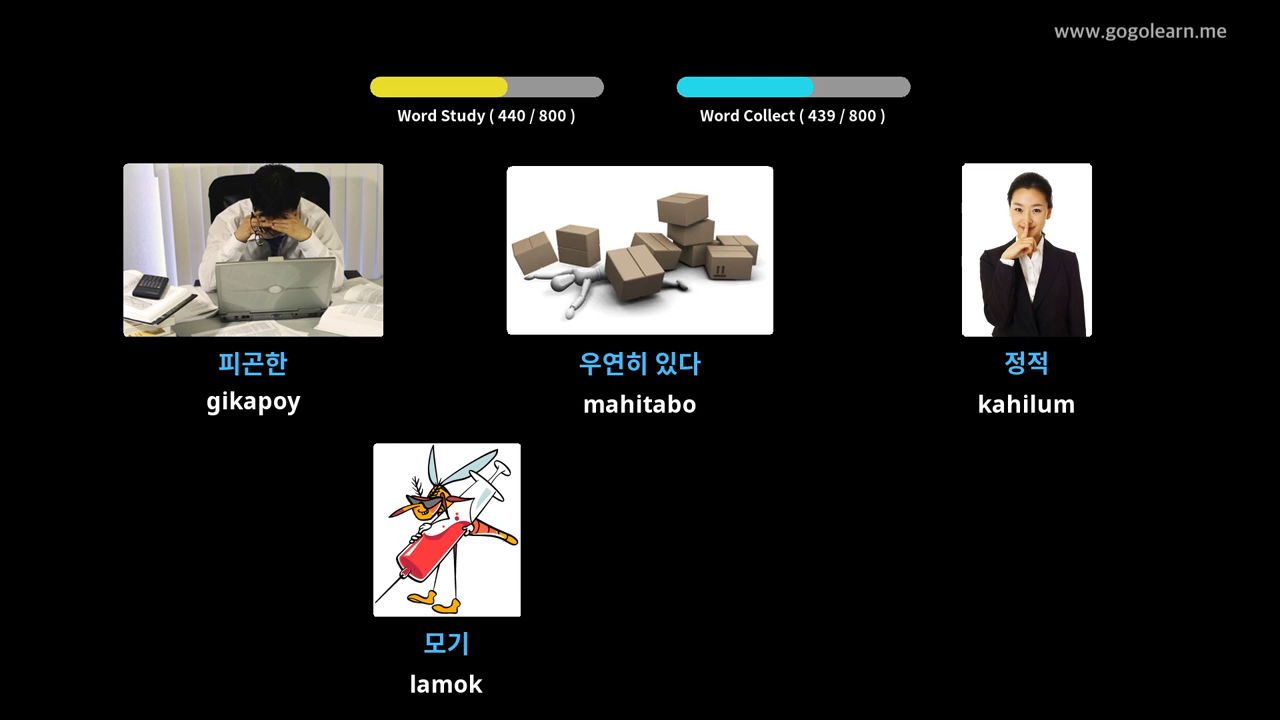 www.gogolearn.me
Word Study ( 440 / 800 )
Word Collect ( 439 / 800 )
피곤한
gikapoy
우연히 있다
mahitabo
정적
kahilum
모기
lamok